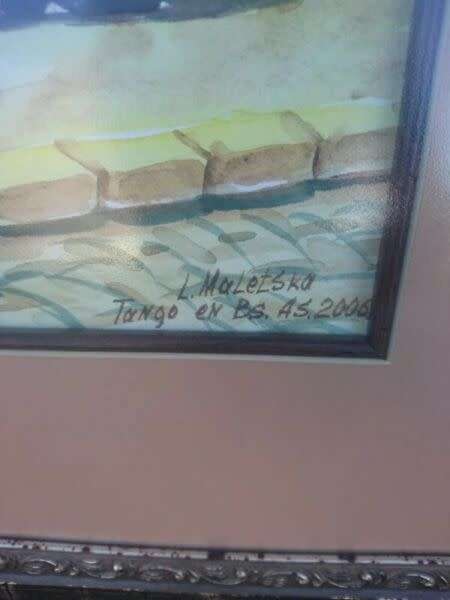 L. Maletska
Tango en Bs. As. 2006